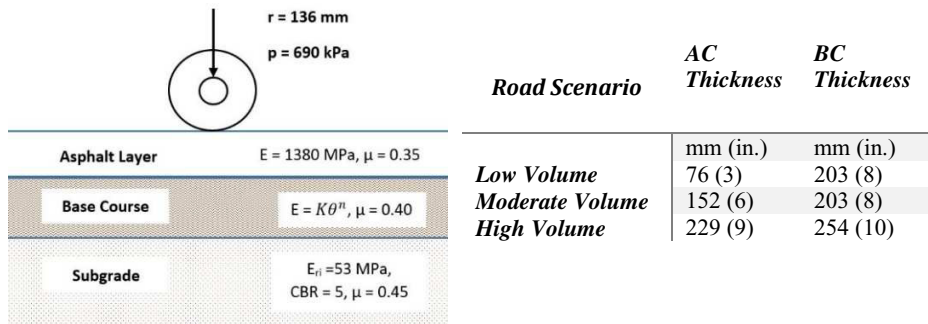 r = 136 mm
p = 690 kPa
Asphalt Layer
E = 1380 MPa, μ = 0.35
Base Course
E = Kθⁿ, μ = 0.40
Subgrade
Eᵣᵢ =53 MPa,
CBR = 5, μ = 0.45
Road Scenario AC Thickness BC Thickness
mm (in.) mm (in.)
Low Volume 76 (3) 203 (8)
Moderate Volume 152 (6) 203 (8)
High Volume 229 (9) 254 (10)